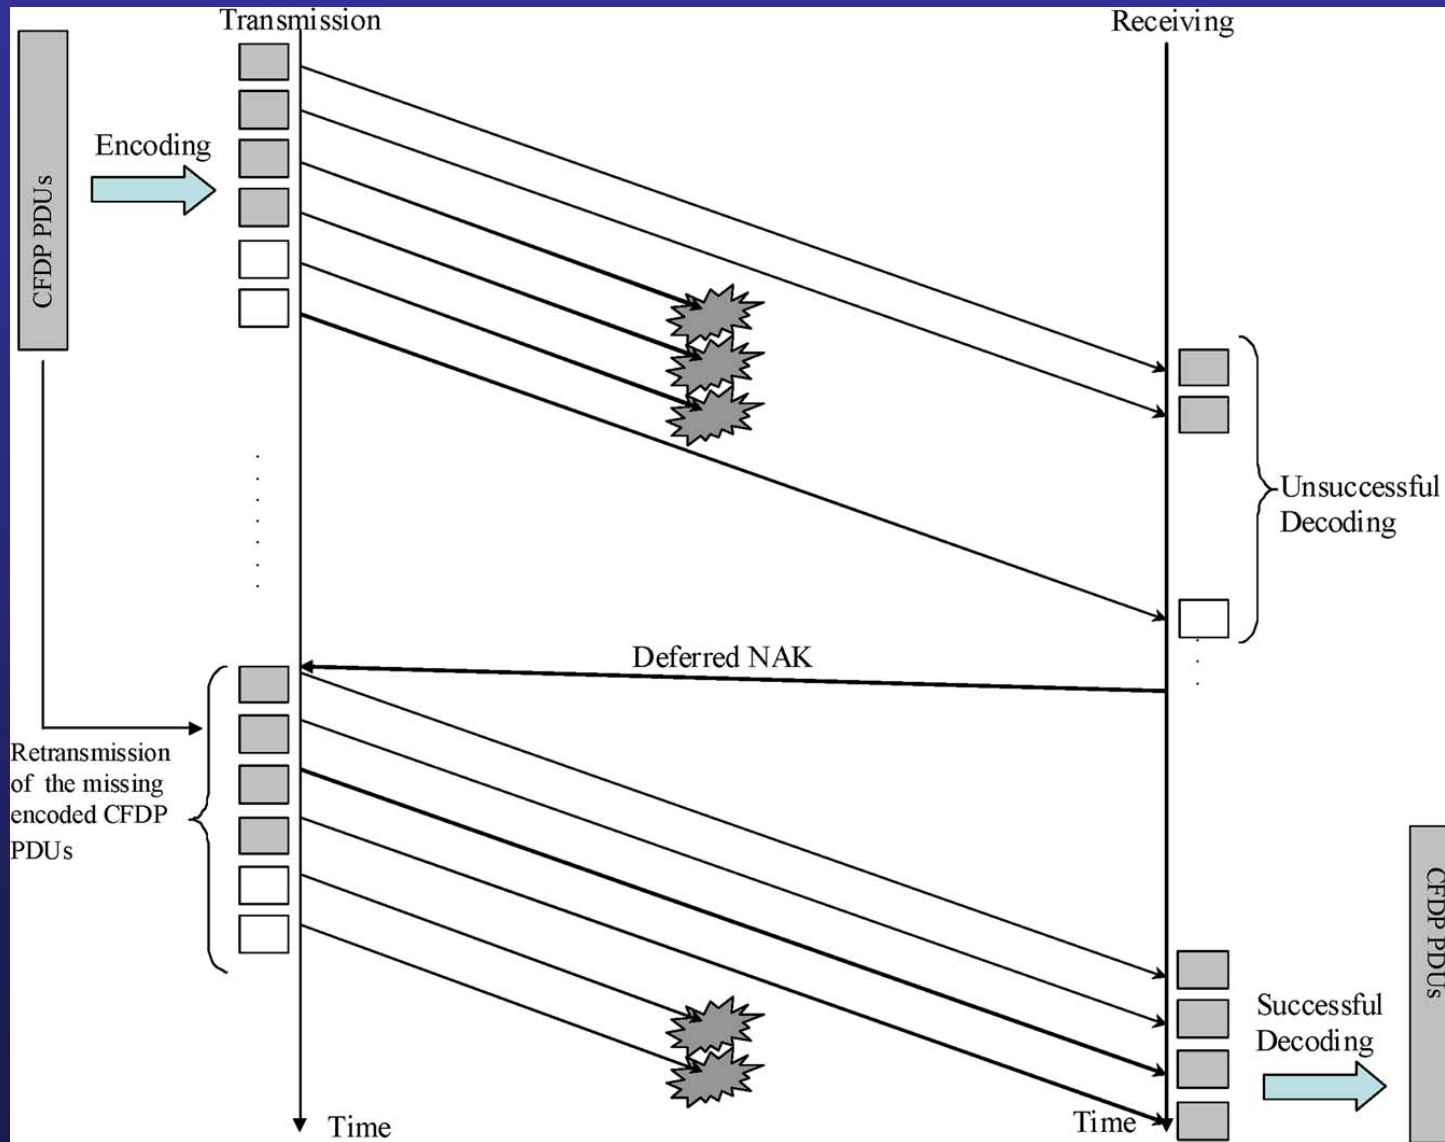 Transmission
Receiving
CFDP PDUs
Encoding
Unsuccessful
Decoding
Deferred NAK
Retransmission
of the missing
encoded CFDP
PDUs
CFDP PDUs
Successful
Decoding
Time
Time